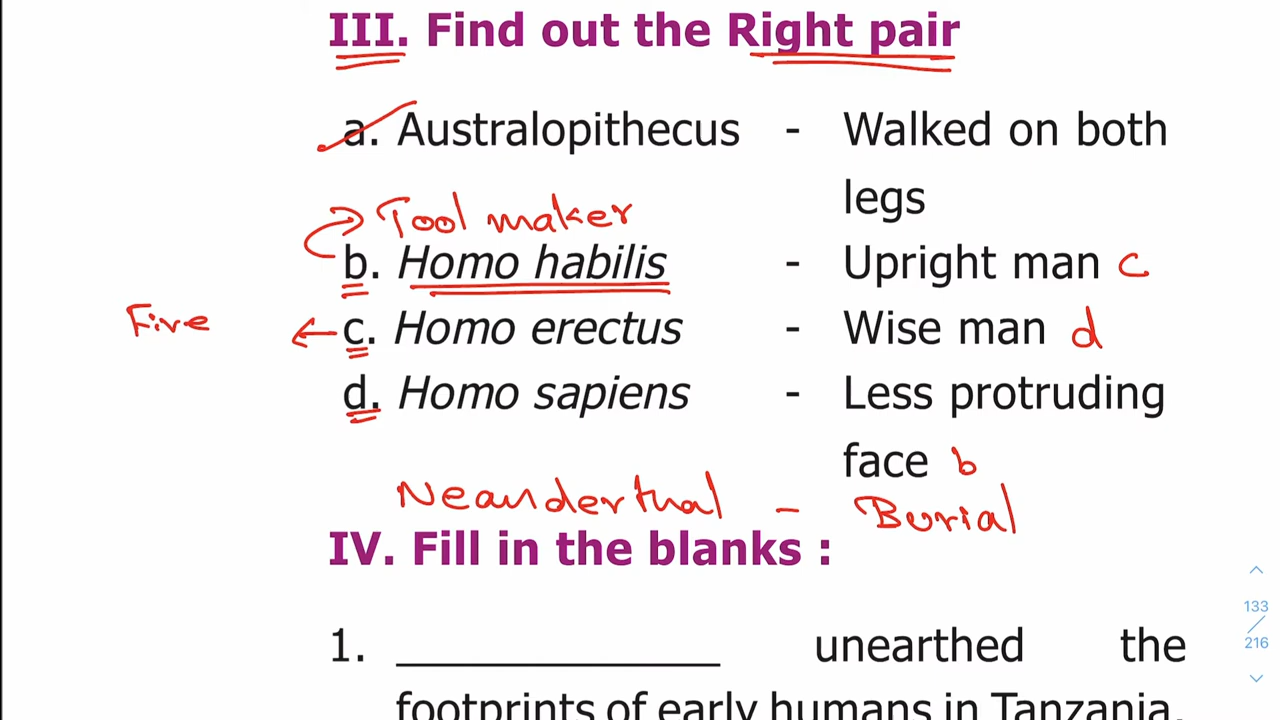 III. Find out the Right pair
a. Australopithecus - Walked on both
legs
Tool maker
b. Homo habilis - Upright man c
Fire c. Homo erectus - Wise man d
d. Homo sapiens - Less protruding
face b
Neanderthal - Burial
IV. Fill in the blanks :
133
1. ____________ unearthed the
216
footprints of early humans in Tanzania.